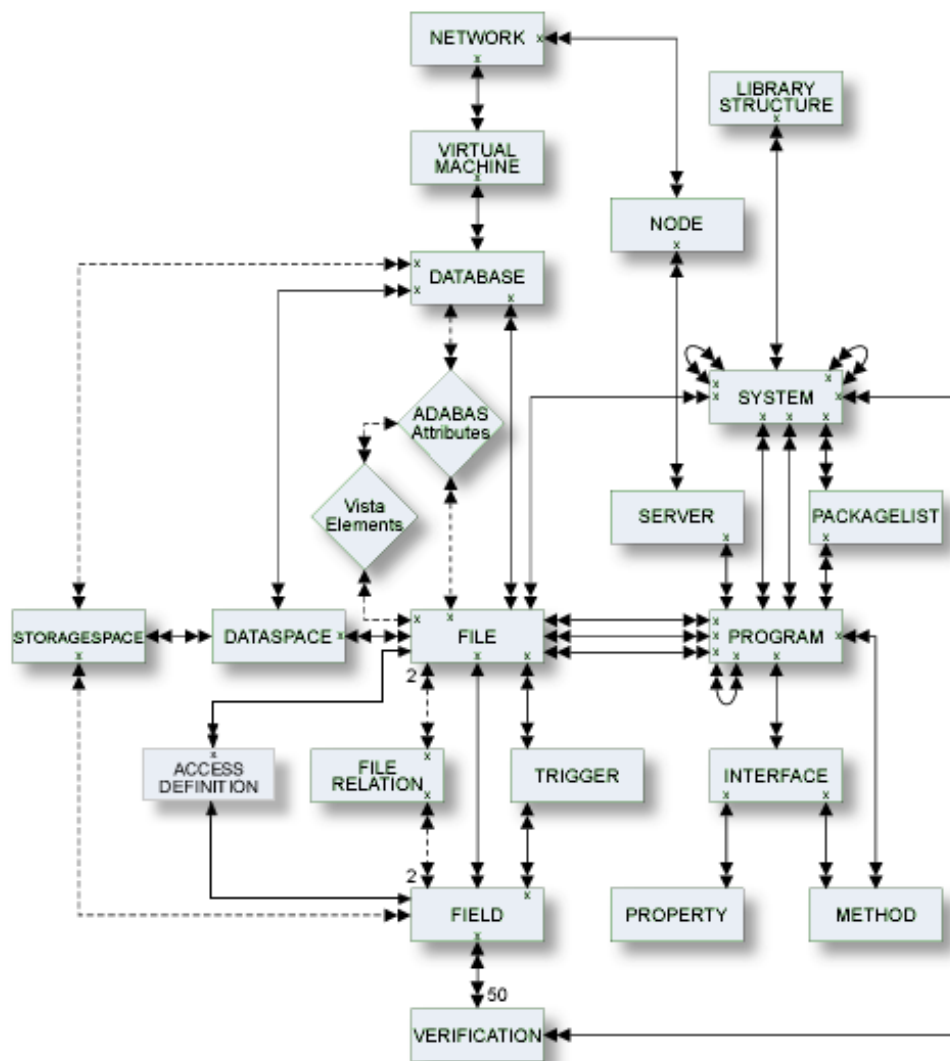 NETWORK
LIBRARY
STRUCTURE
VIRTUAL
MACHINE
NODE
DATABASE
SYSTEM
ADABAS
Attributes
Vista
Elements
SERVER
PACKAGELIST
STORAGESPACE
DATASPACE
FILE
PROGRAM
2
ACCESS
DEFINITION
FILE
RELATION
TRIGGER
INTERFACE
2
FIELD
PROPERTY
METHOD
50
VERIFICATION